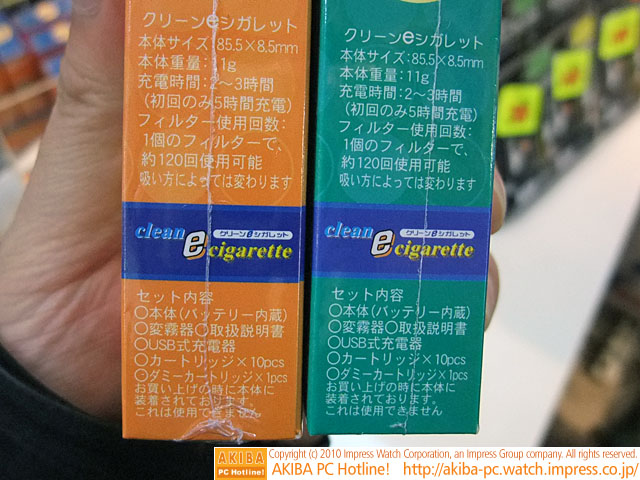 クリーンeシガレット
本体サイズ:85.5×8.5mm
本体重量:11g
充電時間:2〜3時間
(初回のみ5時間充電)
フィルター使用回数:
1個のフィルターで、
約120回使用可能
吸い方によっては変わります
clean
e クリーンeシガレット
cigarette
セット内容
○本体(バッテリー内蔵)
○変霧器○取扱説明書
○USB式充電器
○カートリッジ×10pcs
○ダミーカートリッジ×1pcs
お買い上げの時に本体に
装着されております。
これは使用できません
クリーンeシガレット
本体サイズ:85.5×8.5mm
本体重量:11g
充電時間:2〜3時間
(初回のみ5時間充電)
フィルター使用回数:
1個のフィルターで、
約120回使用可能
吸い方によっては変わります
clean
e クリーンeシガレット
cigarette
セット内容
○本体(バッテリー内蔵)
○変霧器○取扱説明書
○USB式充電器
○カートリッジ×10pcs
○ダミーカートリッジ×1pcs
お買い上げの時に本体に
装着されております。
これは使用できません
AKIBA
PC Hotline!
Copyright (c) 2010 Impress Watch Corporation, an Impress Group company. All rights reserved.
AKIBA PC Hotline! http://akiba-pc.watch.impress.co.jp/